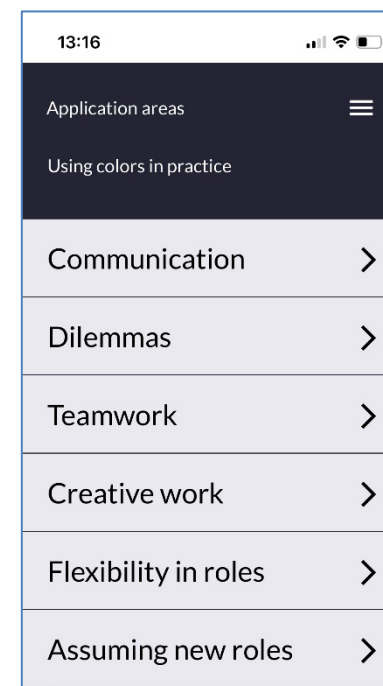 13:16
Application areas
Using colors in practice
Communication
Dilemmas
Teamwork
Creative work
Flexibility in roles
Assuming new roles